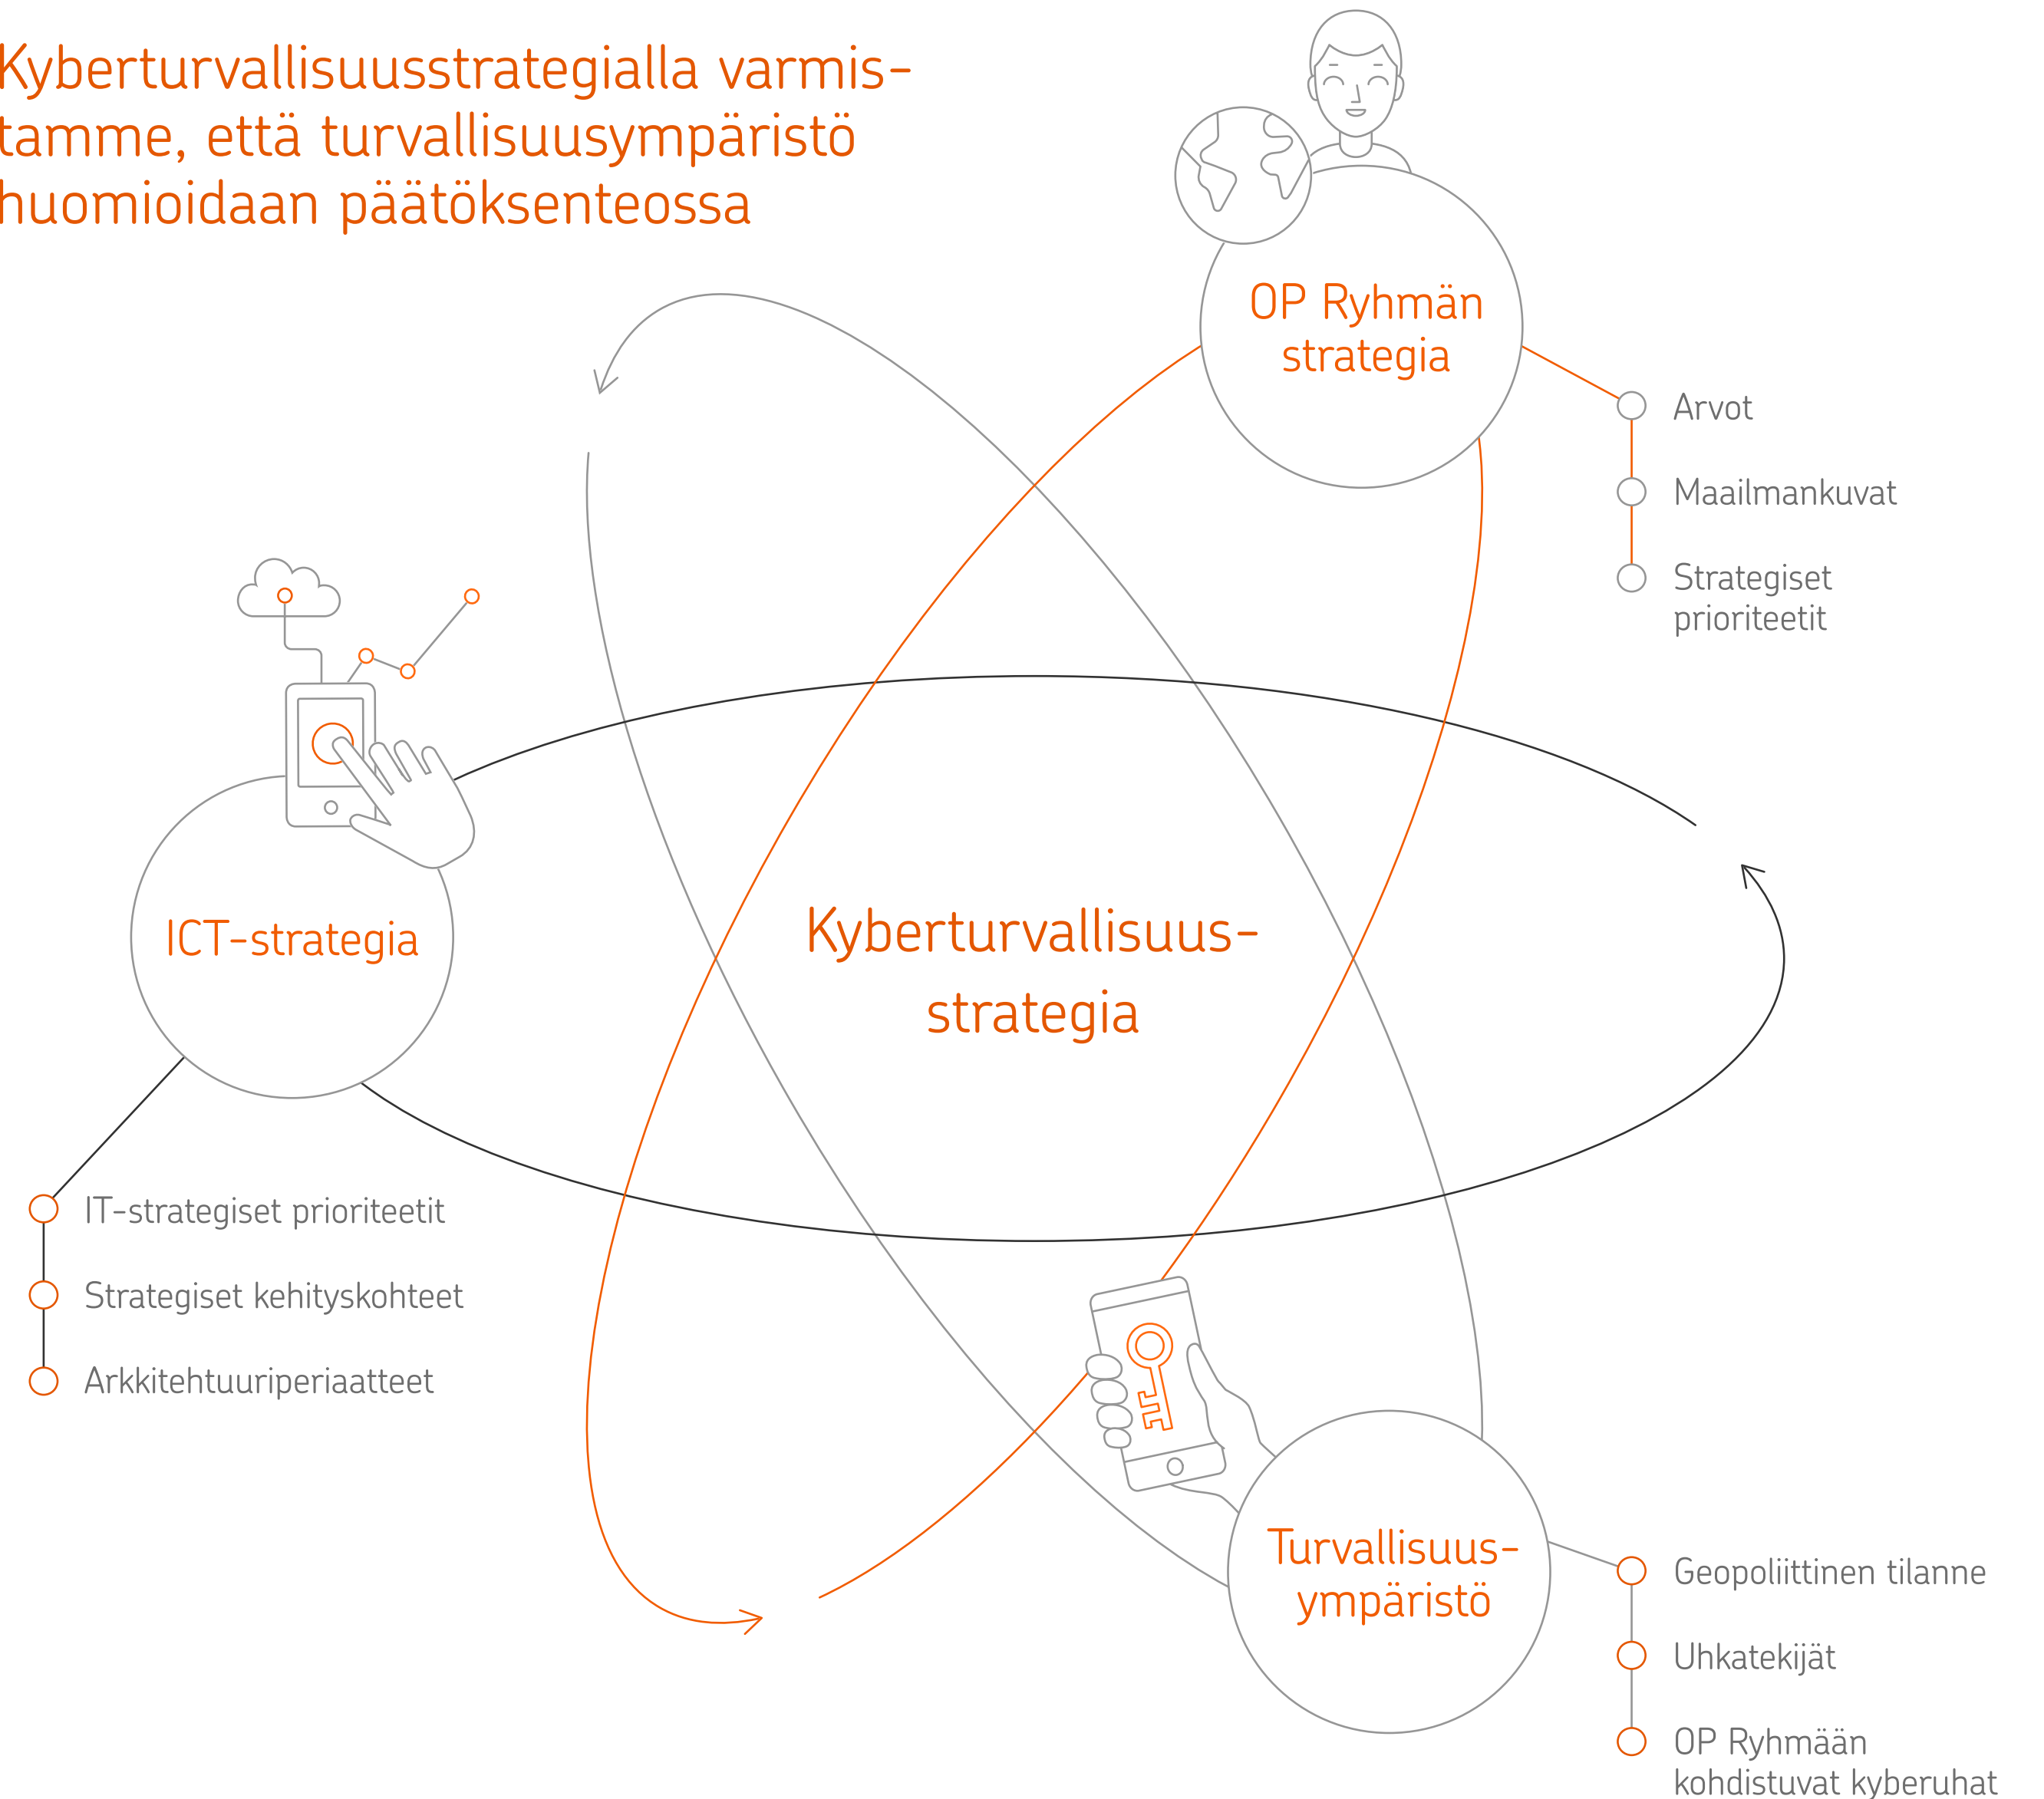 Kyberturvallisuusstrategialla varmis-
tamme, että turvallisuusympäristö
huomioidaan päätöksenteossa
OP Ryhmän
strategia
Arvot
Maailmankuvat
Strategiset
prioriteetit
ICT-strategia
Kyberturvallisuus-
strategia
IT-strategiset prioriteetit
Strategiset kehityskohteet
Arkkitehtuuriperiaatteet
Turvallisuus-
ympäristö
Geopoliittinen tilanne
Uhkatekijät
OP Ryhmään
kohdistuvat kyberuhat